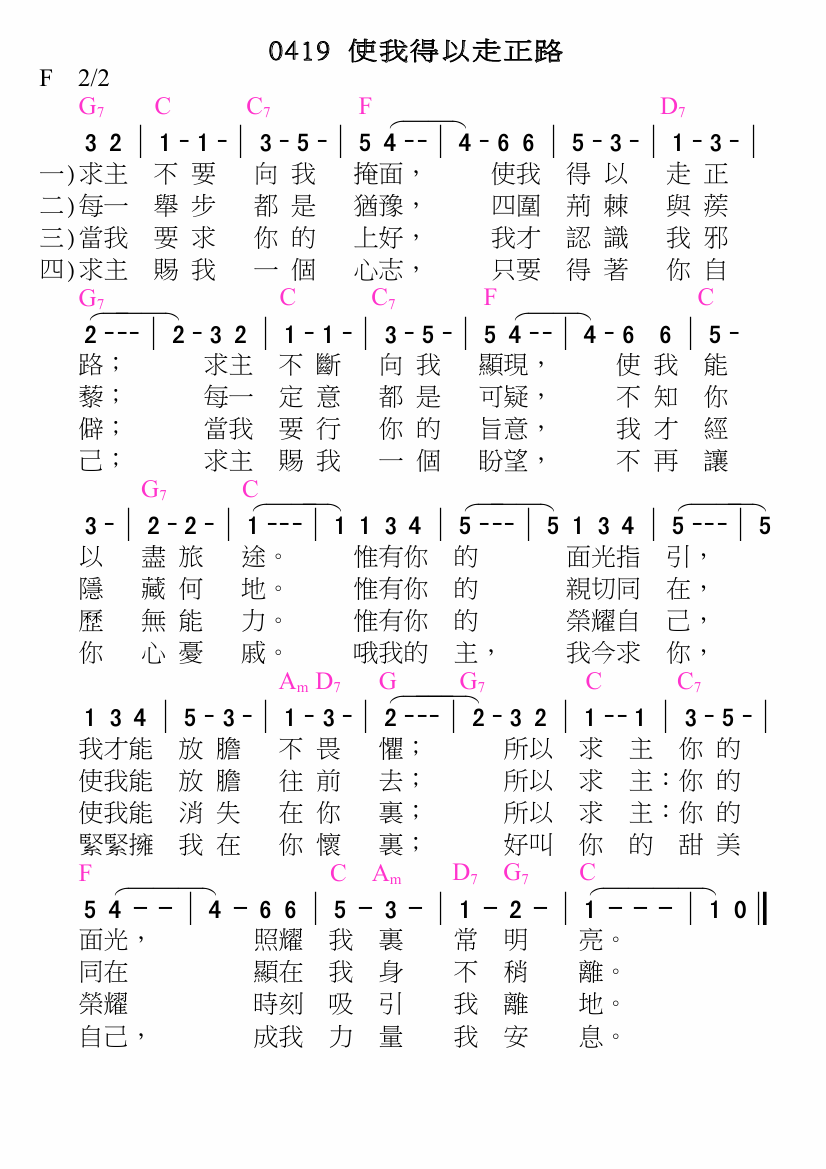 0419 使我得以走正路
F 2/2
G7 C C7 F D7
3 2 | 1 - 1 - | 3 - 5 - | 5 4 - - | 4 - 6 6 | 5 - 3 - | 1 - 3 - |
一)求主 不 要 向 我 掩面， 使我 得 以 走 正
二)每一 舉 步 都 是 猶豫， 四圍 荊 棘 與 蒺
三)當我 要 求 你 的 上好， 我才 認 識 我 邪
四)求主 賜 我 一 個 心志， 只要 得 著 你 自
G7 C C7 F C
2 - - - | 2 - 3 2 | 1 - 1 - | 3 - 5 - | 5 4 - - | 4 - 6 6 | 5 -
路； 求主 不 斷 向 我 顯現， 使 我 能
藜； 每一 定 意 都 是 可疑， 不 知 你
僻； 當我 要 行 你 的 旨意， 我 才 經
己； 求主 賜 我 一 個 盼望， 不 再 讓
G7 C
3 - | 2 - 2 - | 1 - - - | 1 1 3 4 | 5 - - - | 5 1 3 4 | 5 - - - | 5
以 盡 旅 途。 惟有你 的 面光指 引，
隱 藏 何 地。 惟有你 的 親切同 在，
歷 無 能 力。 惟有你 的 榮耀自 己，
你 心 憂 戚。 哦我的 主， 我今求 你，
Am D7 G G7 C C7
1 3 4 | 5 - 3 - | 1 - 3 - | 2 - - - | 2 - 3 2 | 1 - - 1 | 3 - 5 - |
我才能 放 膽 不 畏 懼； 所以 求 主 你 的
使我能 放 膽 往 前 去； 所以 求 主：你 的
使我能 消 失 在 你 裏； 所以 求 主：你 的
緊緊擁 我 在 你 懷 裏； 好叫 你 的 甜 美
F C Am D7 G7 C
5 4 - - | 4 - 6 6 | 5 - 3 - | 1 - 2 - | 1 - - - | 1 0 ‖
面光， 照耀 我 裏 常 明 亮。
同在 顯在 我 身 不 稍 離。
榮耀 時刻 吸 引 我 離 地。
自己， 成我 力 量 我 安 息。